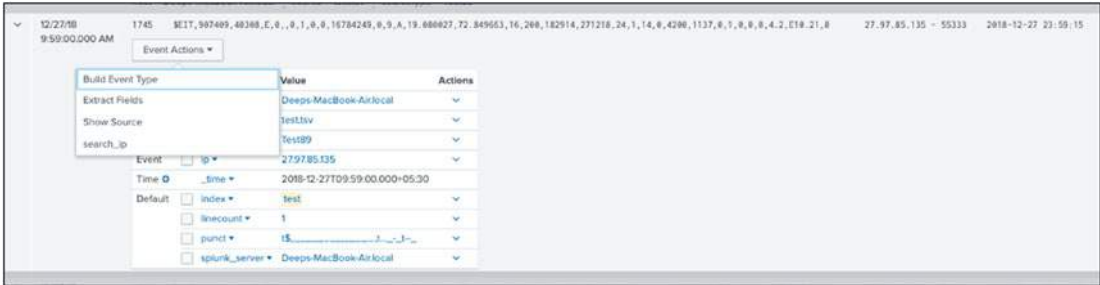 12/27/18 1745 $EIT,907409,40308,E,0,,0,1,0,0,16784249,0,9,A,19.080027,72.849653,16,208,182914,271218,24,1,14,0,4200,1137,0,1,0,0,0,4.2,E10.21,0 27.97.85.135 - 55333 2018-12-27 23:59:15
9:59:00.000 AM
Event Actions
Build Event Type Value Actions
Extract Fields Deeps-MacBook-Air.local
Show Source test.tsv
search_ip Test89
Event ip 27.97.85.135
Time _time 2018-12-27T09:59:00.000+05:30
Default index test
linecount 1
punct
splunk_server Deeps-MacBook-Air.local